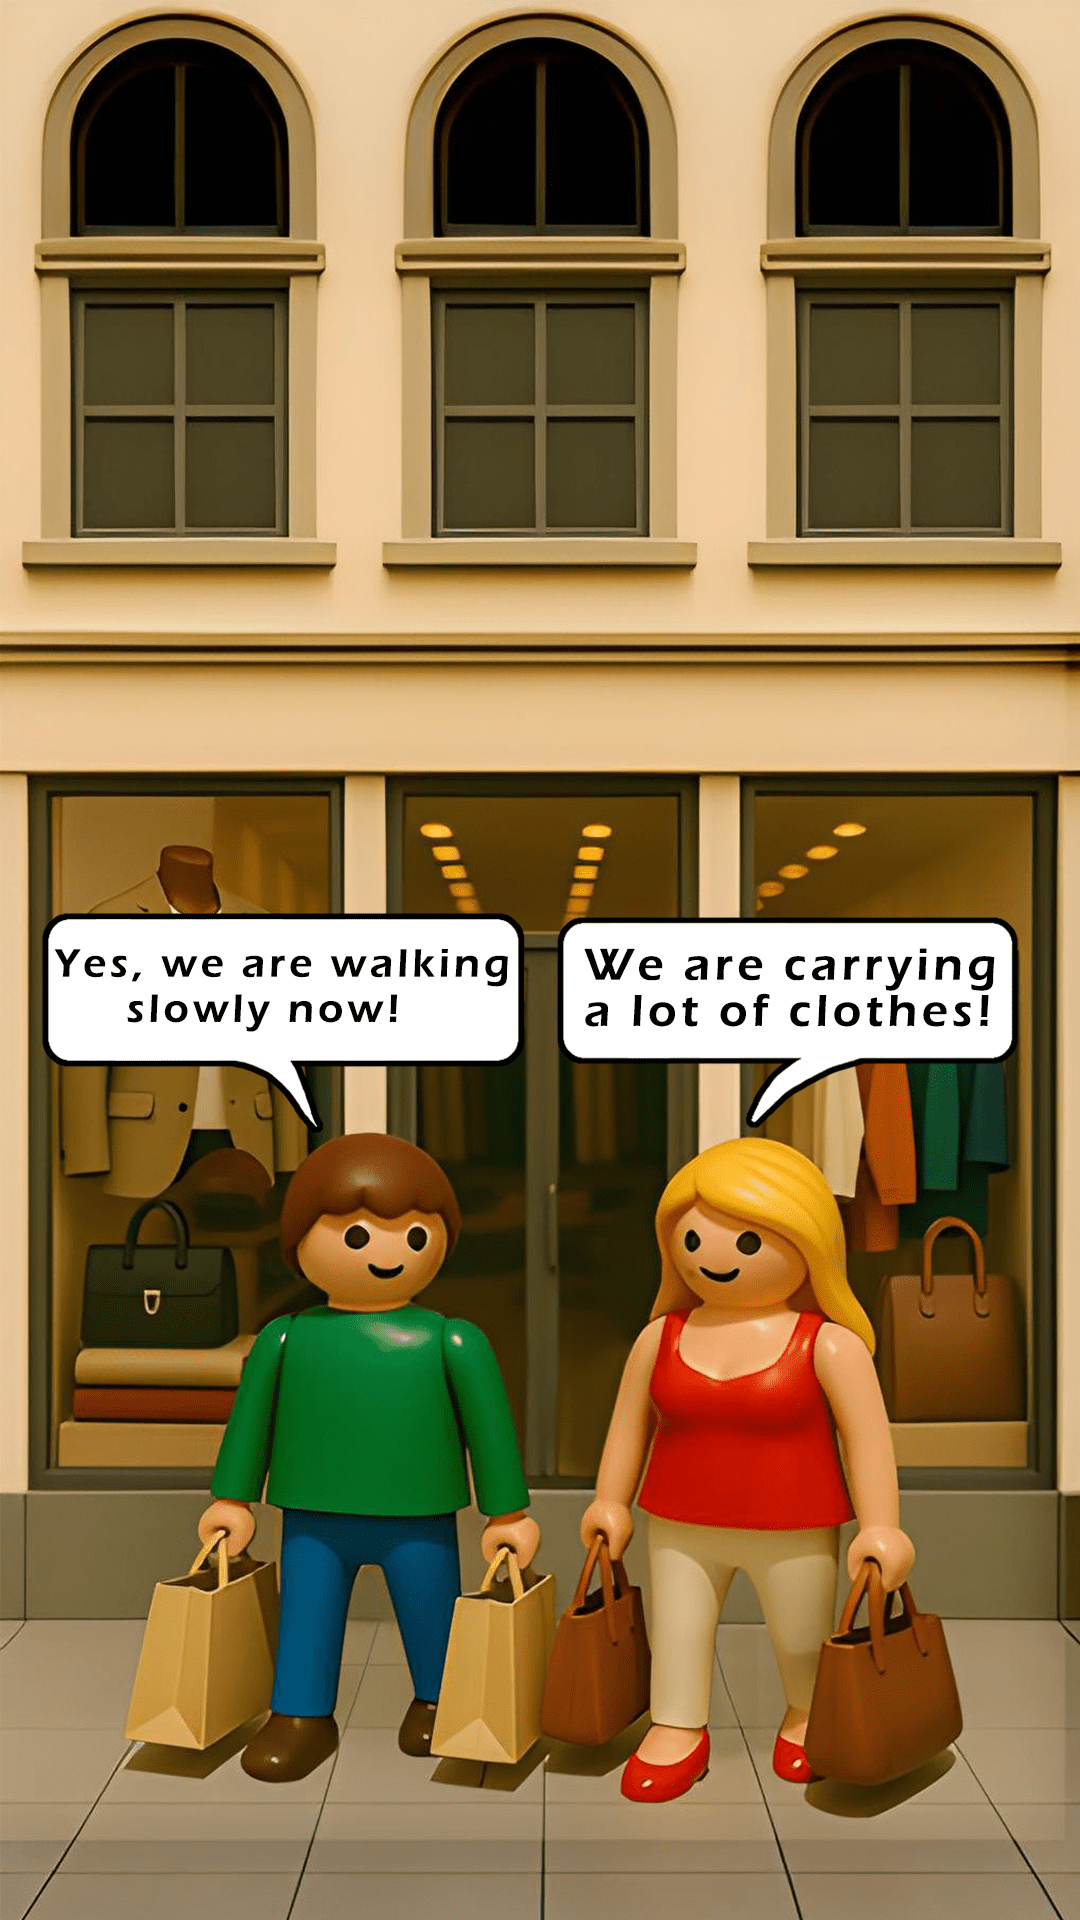 Yes, we are walking
slowly now!
We are carrying
a lot of clothes!